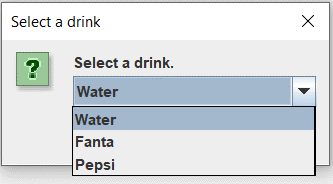 Select a drink
?
Select a drink.
Water
Water
Fanta
Pepsi